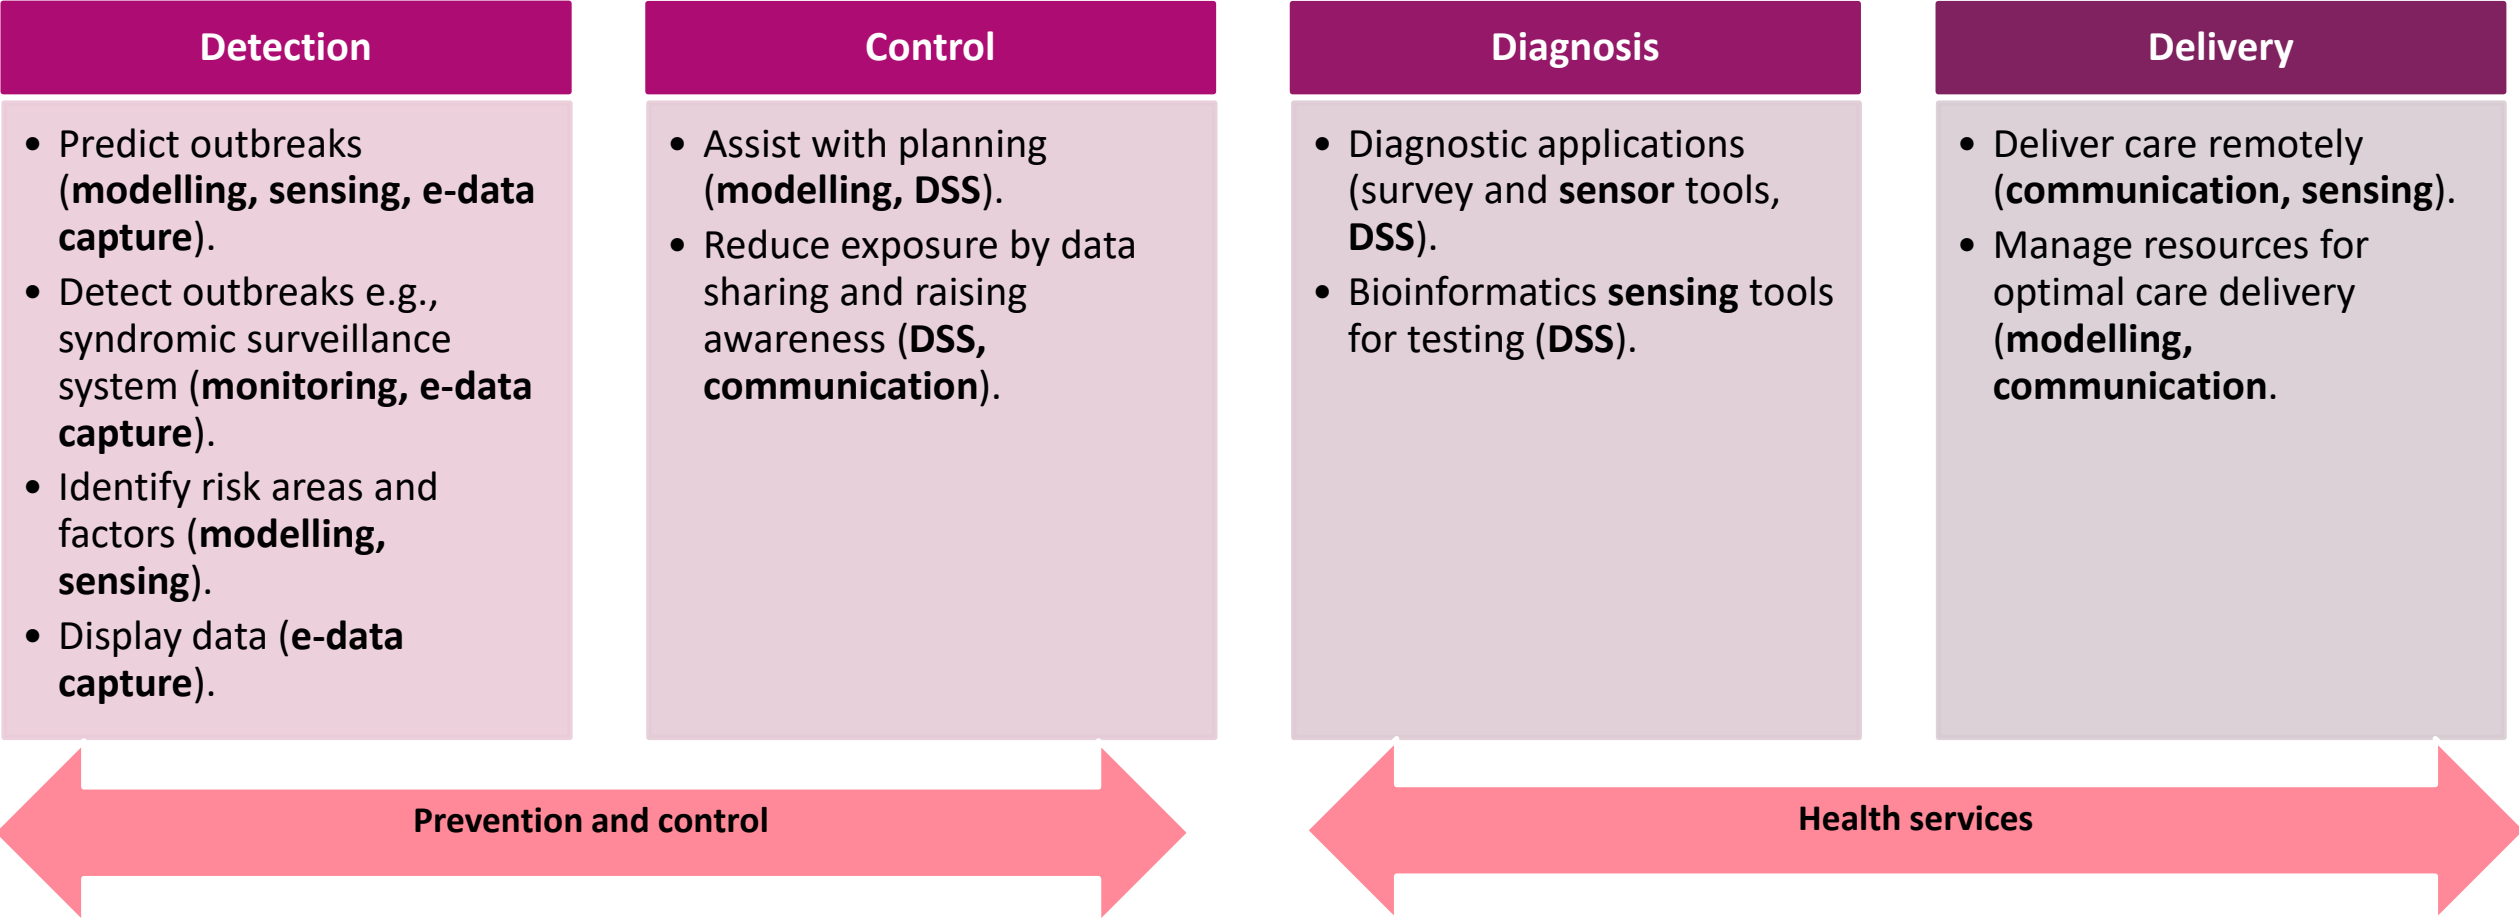 Detection
• Predict outbreaks
(modelling, sensing, e-data
capture).
• Detect outbreaks e.g.,
syndromic surveillance
system (monitoring, e-data
capture).
• Identify risk areas and
factors (modelling,
sensing).
• Display data (e-data
capture).
Control
• Assist with planning
(modelling, DSS).
• Reduce exposure by data
sharing and raising
awareness (DSS,
communication).
Diagnosis
• Diagnostic applications
(survey and sensor tools,
DSS).
• Bioinformatics sensing tools
for testing (DSS).
Delivery
• Deliver care remotely
(communication, sensing).
• Manage resources for
optimal care delivery
(modelling,
communication.
Prevention and control
Health services